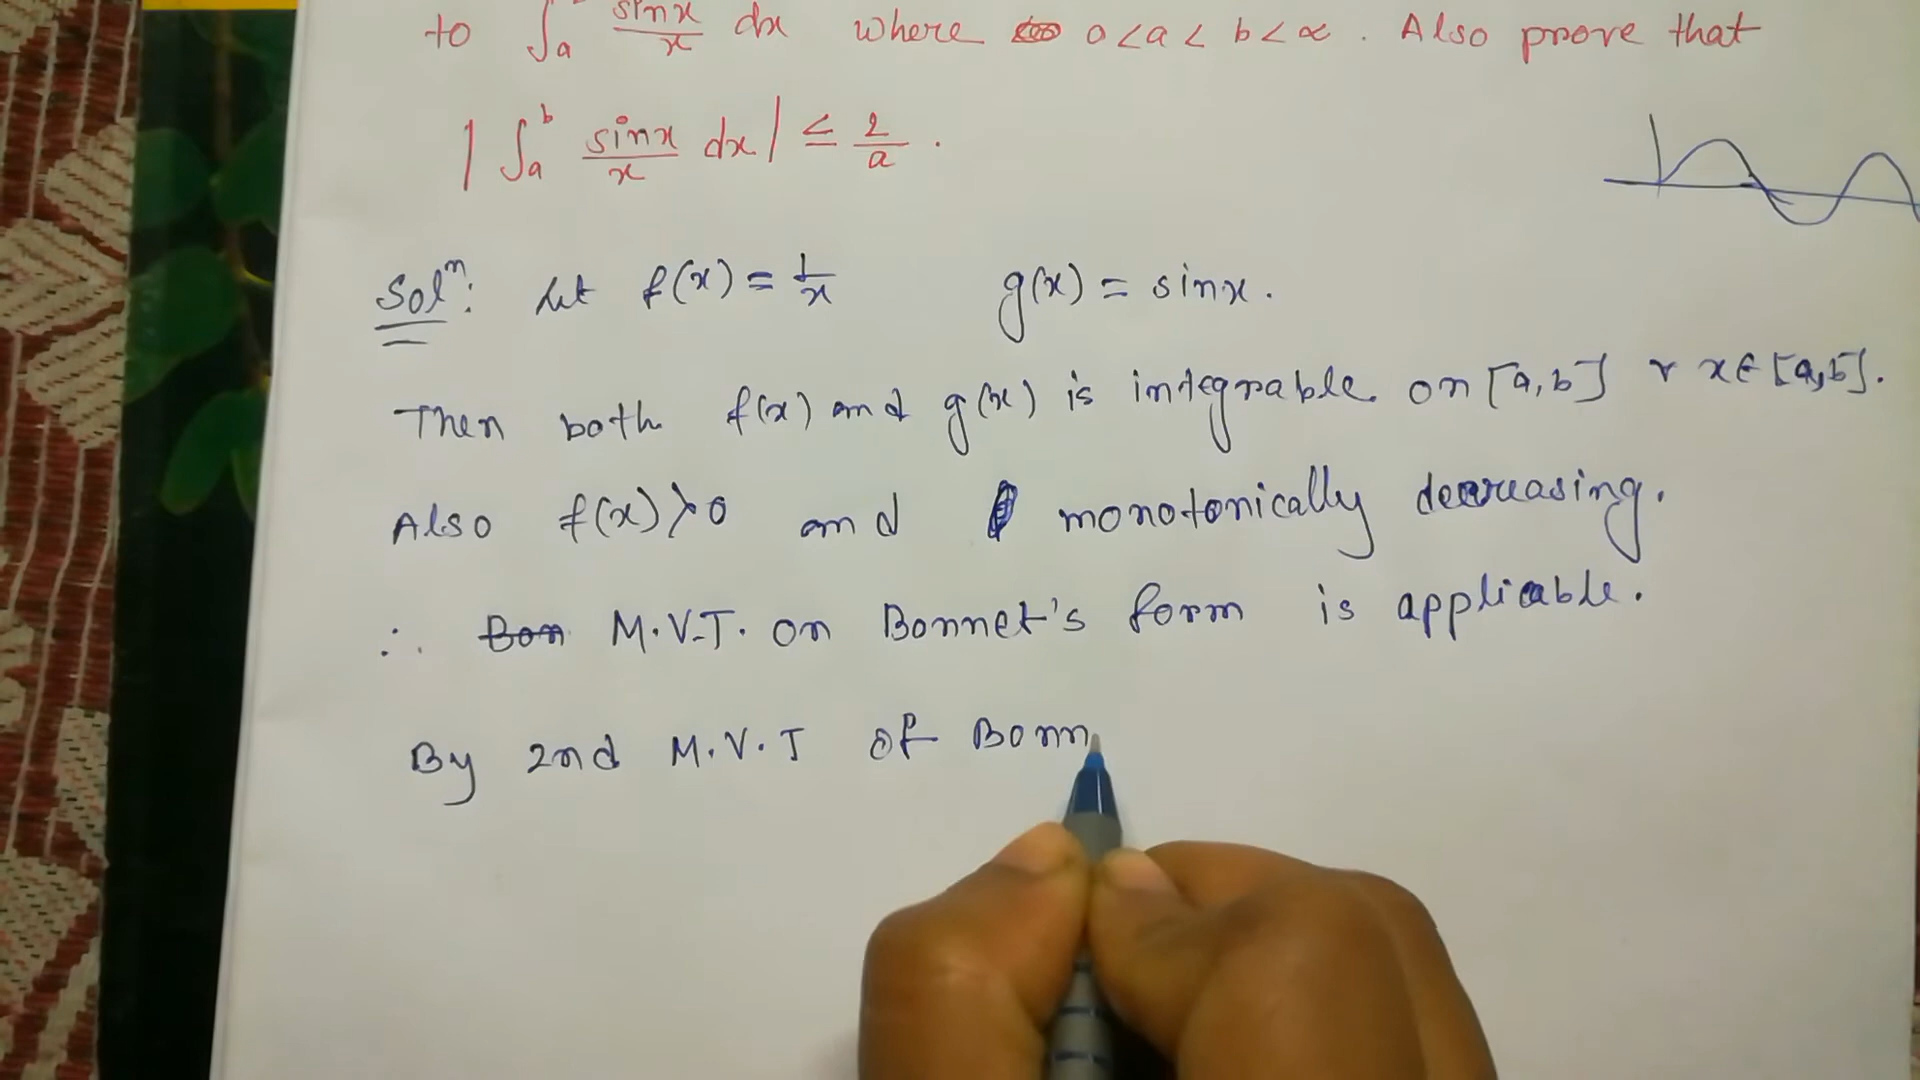 to ∫a sinx/x dx where 0<a<b<∝. Also prove that
|∫a^b sinx/x dx| ≤ 2/a.
Solⁿ: Let f(x) = 1/x g(x) = sinx.
Then both f(x) and g(x) is integrable on [a,b] ∀ x∈[a,b].
Also f(x)>0 and monotonically decreasing.
∴ Bon M.V.T. on Bonnet's form is applicable.
By 2nd M.V.T of Bonn